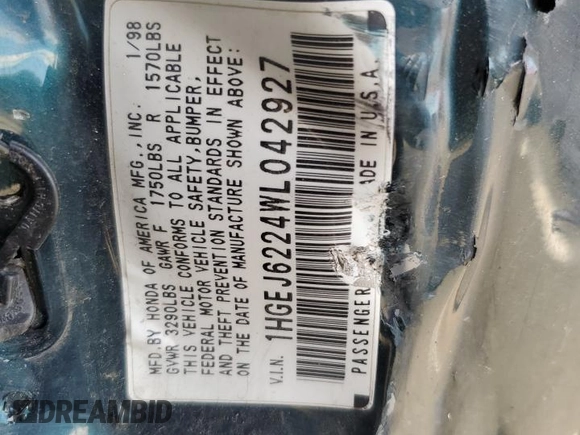 MFD.BY HONDA OF AMERICA MFG., INC. 1/98
GVWR 3290LBS GAWR F 1750LBS R 1570LBS
THIS VEHICLE CONFORMS TO ALL APPLICABLE
FEDERAL MOTOR VEHICLE SAFETY,BUMPER,
AND THEFT PREVENTION STANDARDS IN EFFECT
ON THE DATE OF MANUFACTURE SHOWN ABOVE:
V.I.N. 1HGEJ6224WL042927
PASSENGER ADE IN U.S.A.
DREAMBID